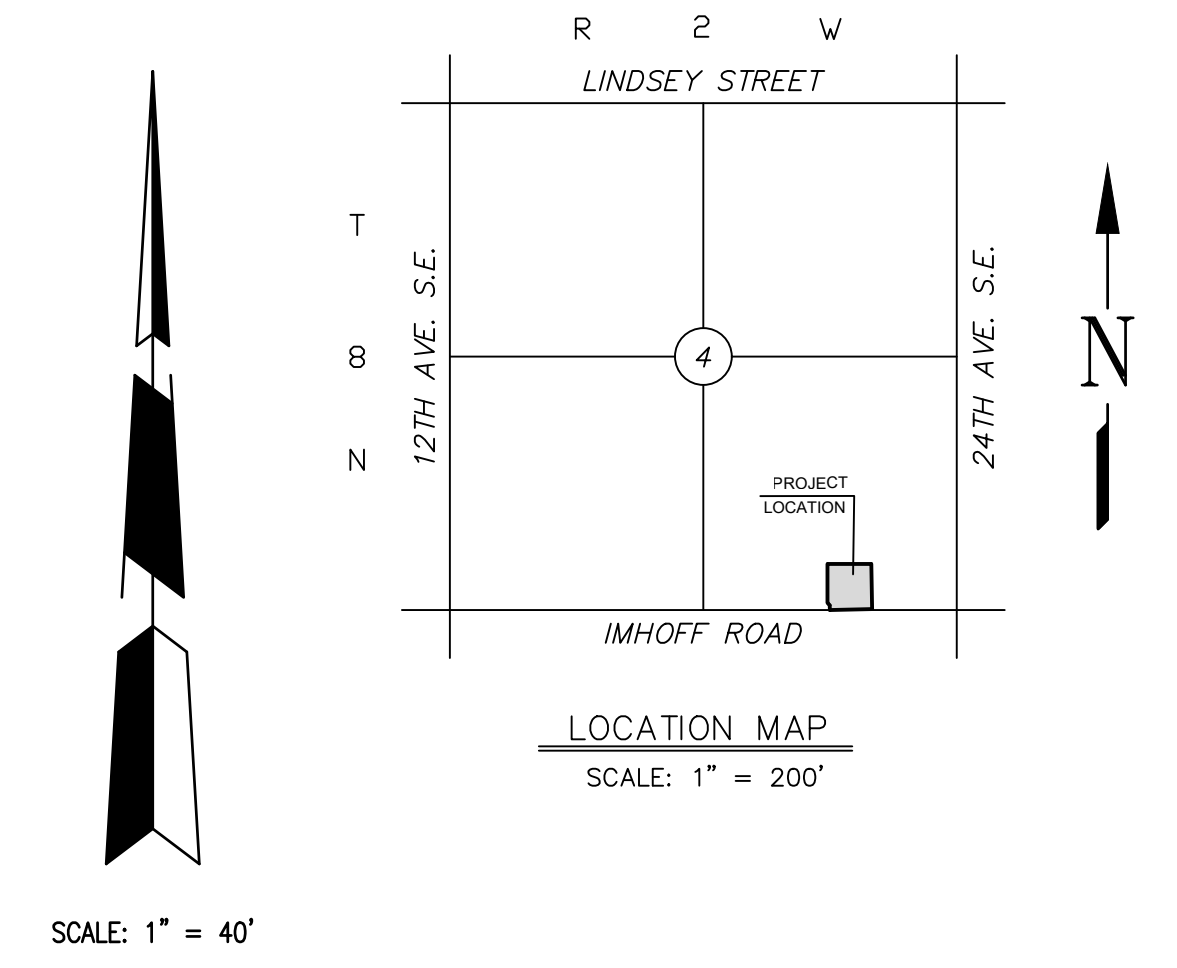 R 2 W
LINDSEY STREET
T
8
N
12TH AVE. S.E.
24TH AVE. S.E.
4
N
PROJECT
LOCATION
IMHOFF ROAD
LOCATION MAP
SCALE: 1" = 200'
SCALE: 1" = 40'